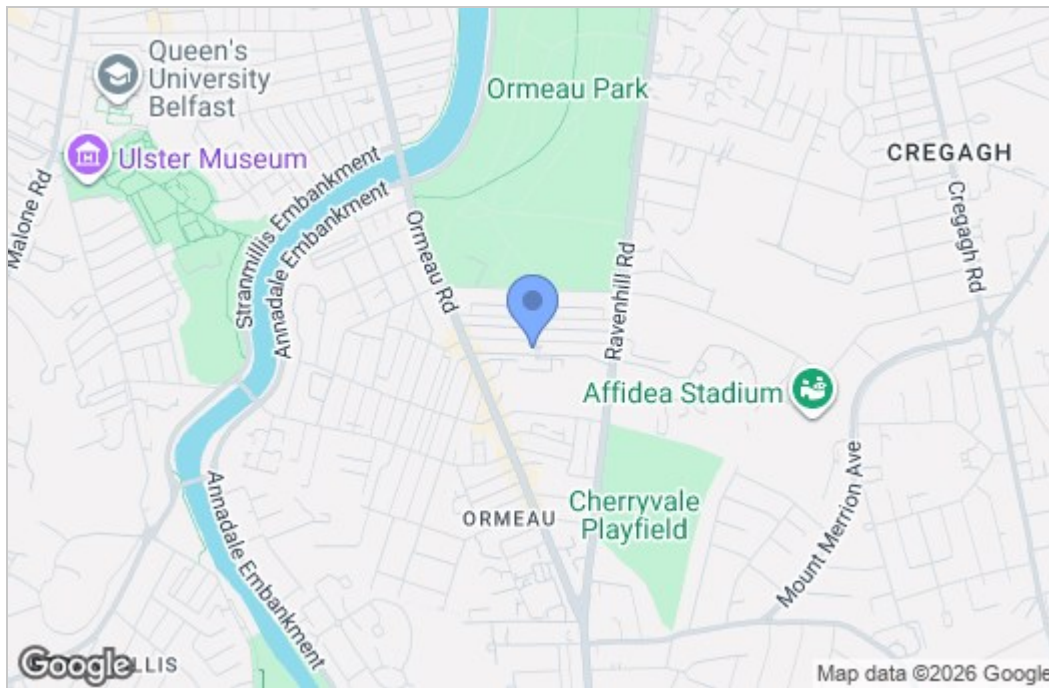 Queen's
University
Belfast
Ormeau Park
Ulster Museum
CREGAGH
Malone Rd
Stranmillis Embankment
Annadale Embankment
Ormeau Rd
Cregagh Rd
Ravenhill Rd
Affidea Stadium
Annadale Embankment
Cherryvale
Playfield
ORMEAU
Mount Merrion Ave
Google
LLIS
Map data ©2026 Google